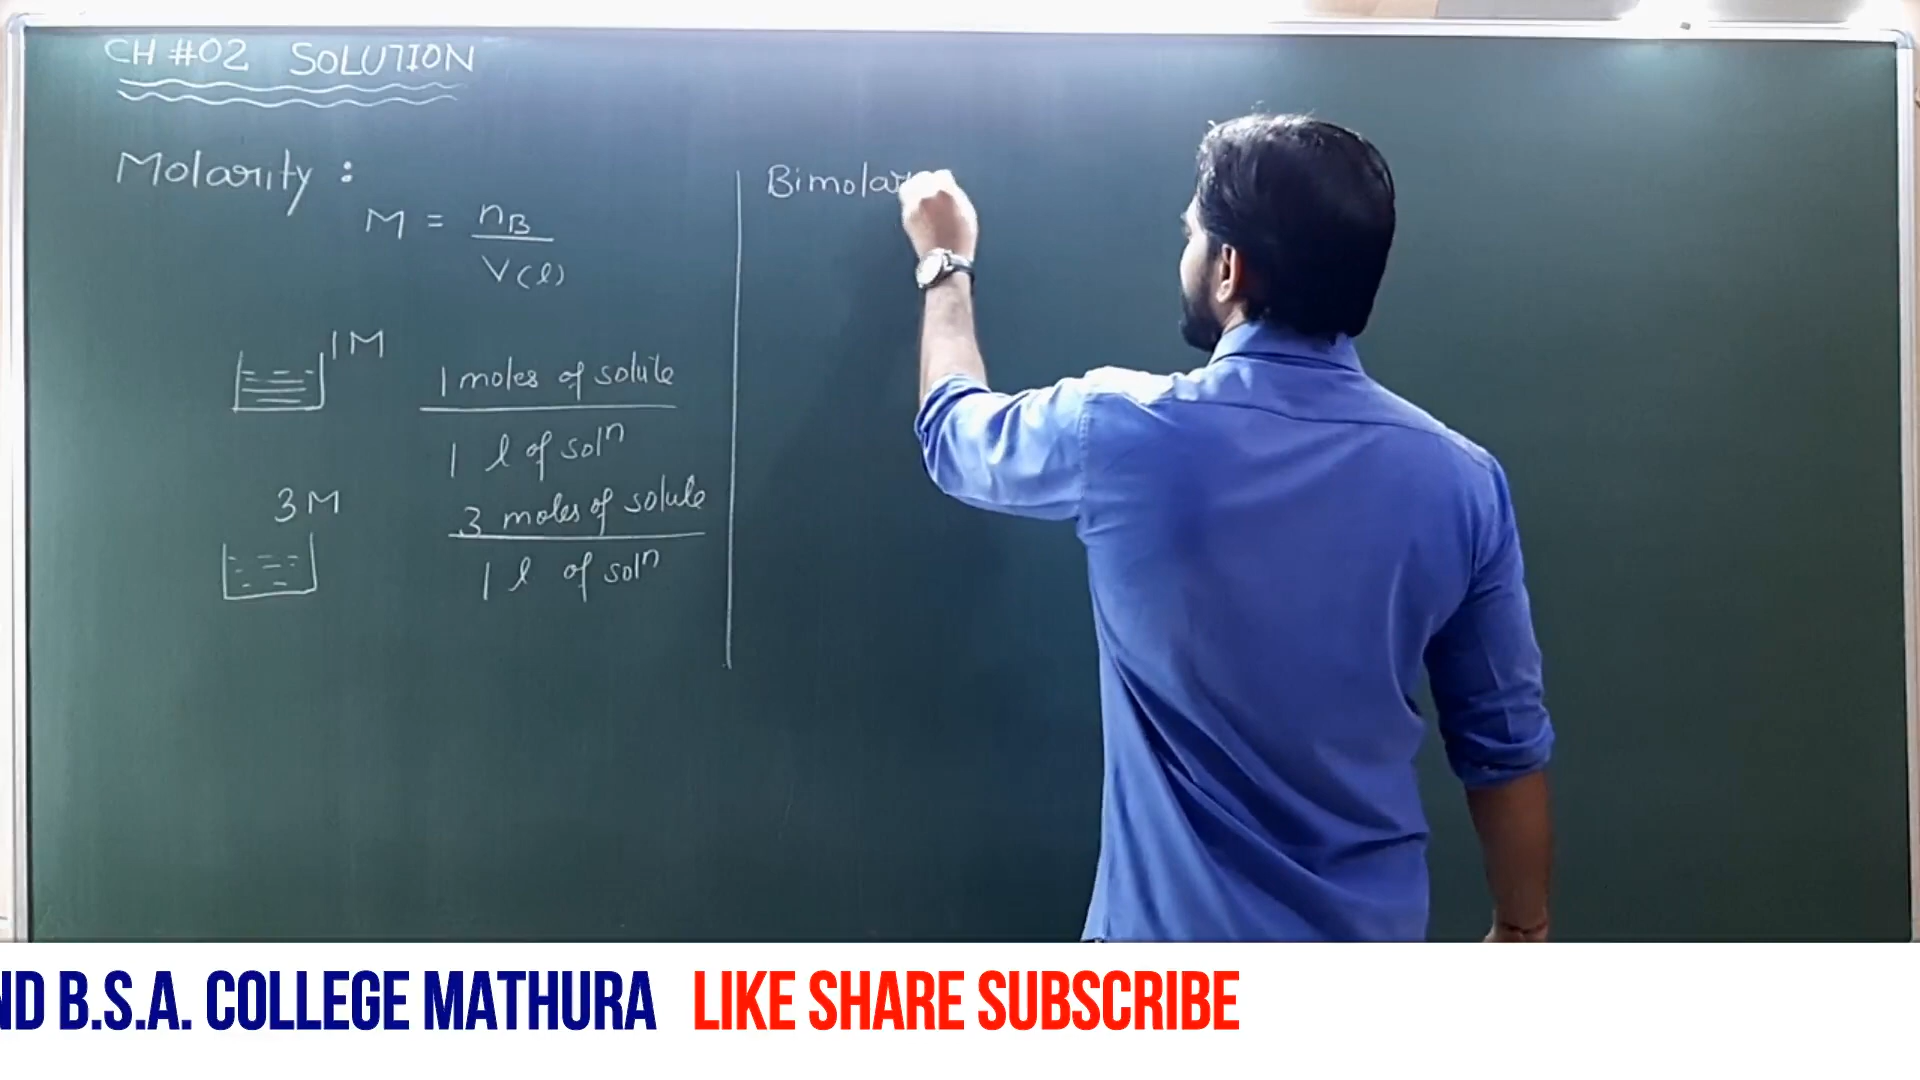 CH #02 SOLUTION
Molarity :
M = nB
V(l)
1M
1 moles of solute
1 l of solⁿ
3 M
3 moles of solute
1 l of solⁿ
Bimolar
ND B.S.A. COLLEGE MATHURA LIKE SHARE SUBSCRIBE